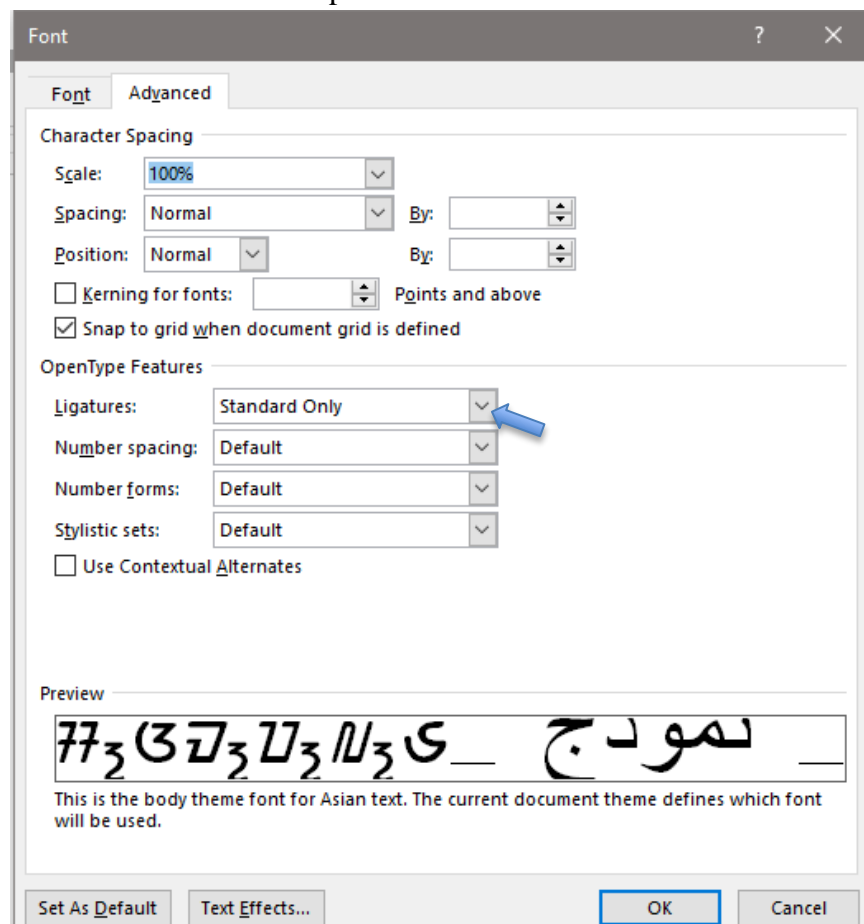 Font ?
Font Advanced
Character Spacing
Scale: 100%
Spacing: Normal By:
Position: Normal By:
Kerning for fonts: Points and above
Snap to grid when document grid is defined
OpenType Features
Ligatures: Standard Only
Number spacing: Default
Number forms: Default
Stylistic sets: Default
Use Contextual Alternates
Preview
نموذج
This is the body theme font for Asian text. The current document theme defines which font
will be used.
Set As Default Text Effects... OK Cancel